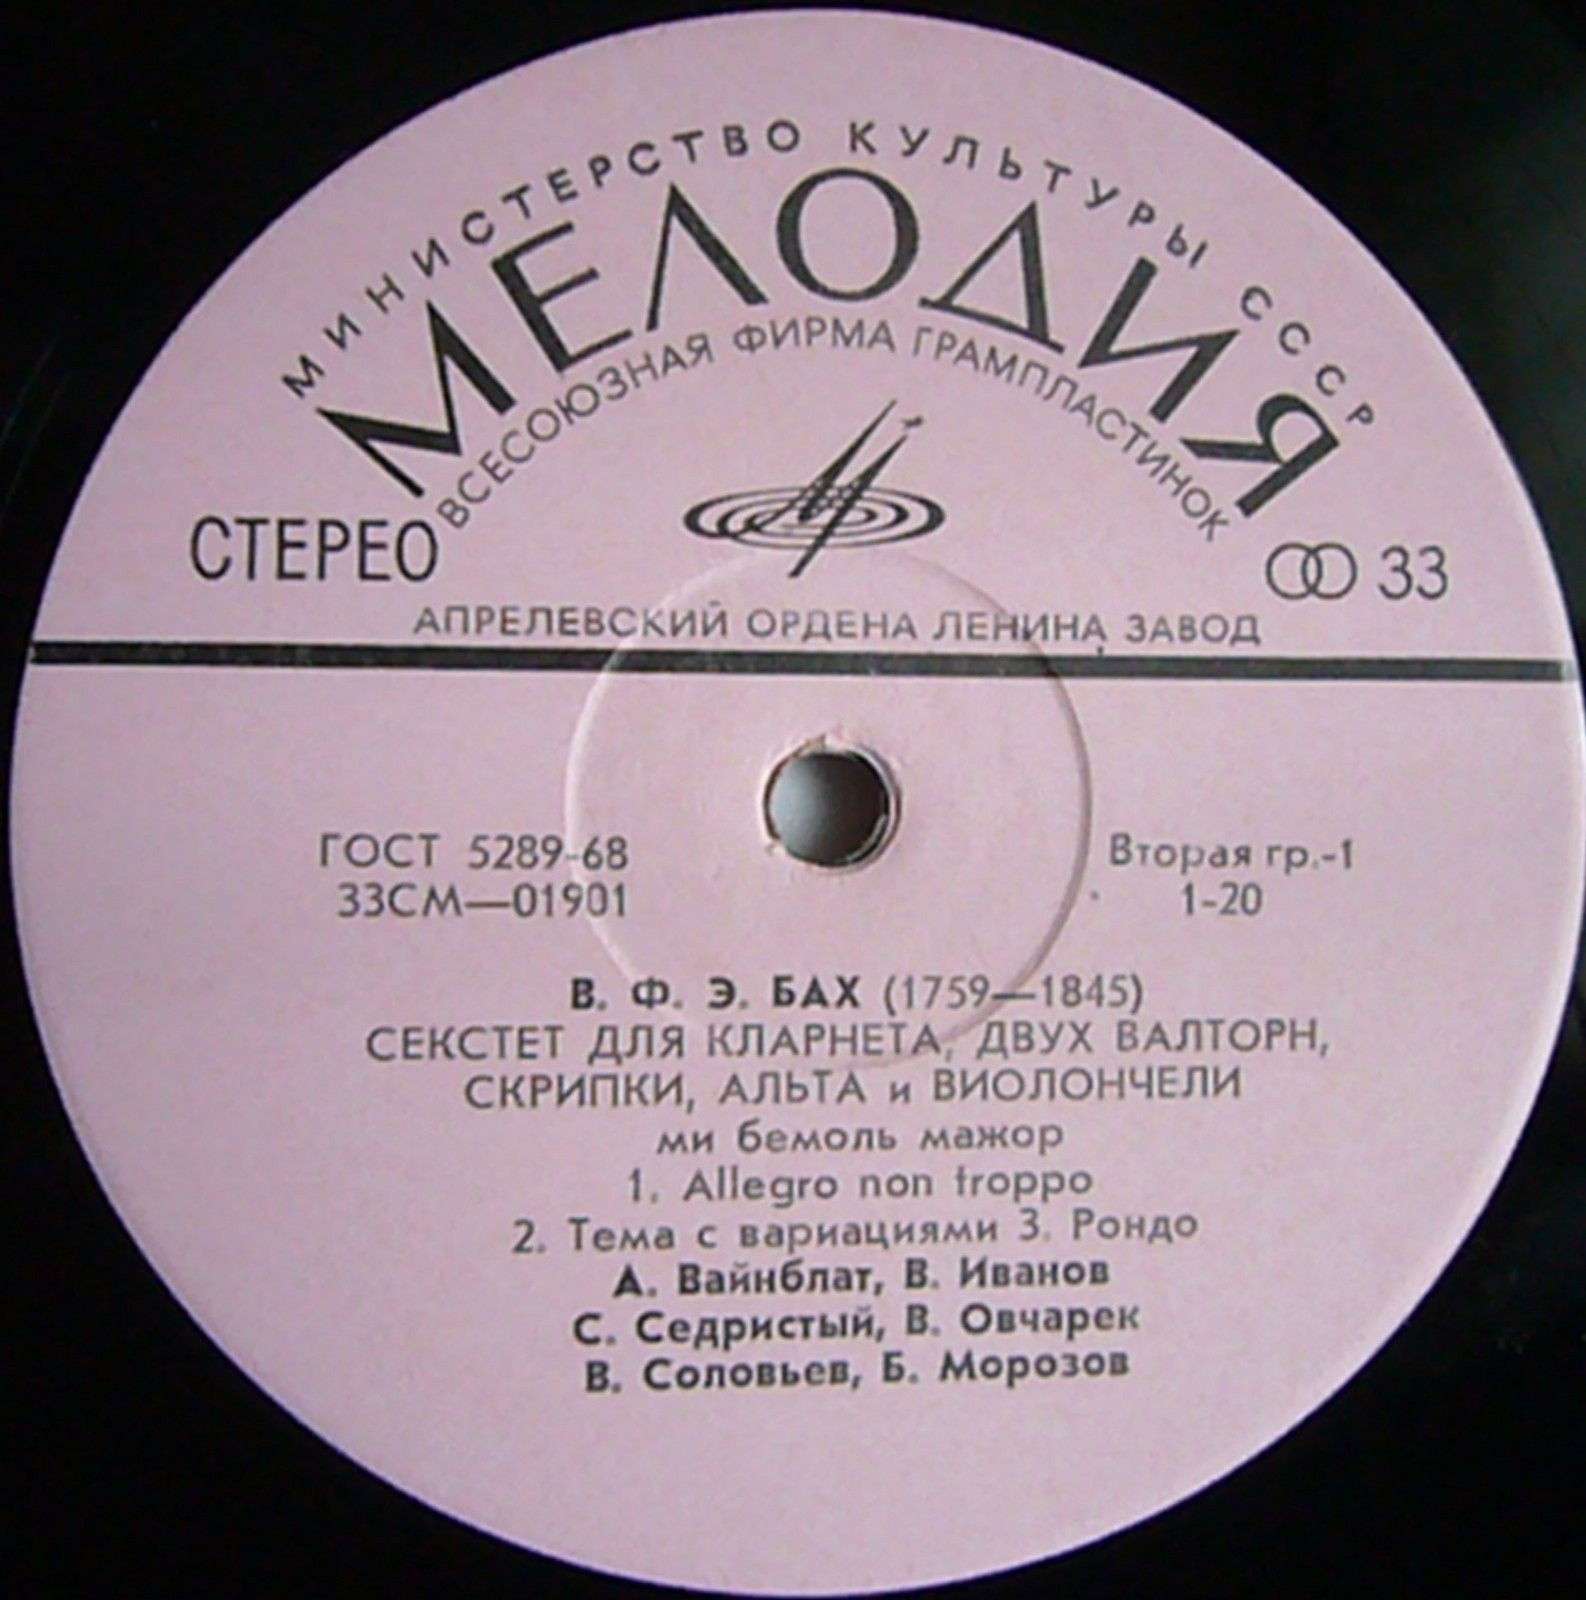 МИНИСТЕРСТВО КУЛЬТУРЫ СССР
МЕЛОДИЯ
ВСЕСОЮЗНАЯ ФИРМА ГРАМПЛАСТИНОК
СТЕРЕО
33
АПРЕЛЕВСКИЙ ОРДЕНА ЛЕНИНА ЗАВОД
ГОСТ 5289-68
Вторая гр.-1
33СМ—01901
1-20
В. Ф. Э. БАХ (1759—1845)
СЕКСТЕТ ДЛЯ КЛАРНЕТА, ДВУХ ВАЛТОРН,
СКРИПКИ, АЛЬТА и ВИОЛОНЧЕЛИ
ми бемоль мажор
1. Allegro non troppo
2. Тема с вариациями 3. Рондо
А. Вайнблат, В. Иванов
С. Седристый, В. Овчарек
В. Соловьев, Б. Морозов